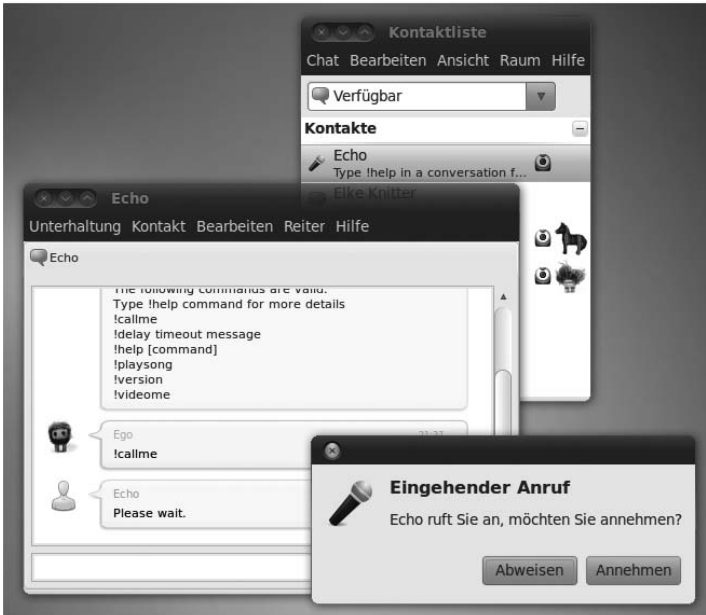 Kontaktliste
Chat Bearbeiten Ansicht Raum Hilfe
Verfügbar
Kontakte
Echo
Type !help in a conversation f...
Elke Knitter
Echo
Unterhaltung Kontakt Bearbeiten Reiter Hilfe
Echo
The following commands are valid:
Type !help command for more details
!callme
!delay timeout message
!help [command]
!playsong
!version
!videome
Ego
!callme
Echo
Please wait.
Eingehender Anruf
Echo ruft Sie an, möchten Sie annehmen?
Abweisen Annehmen